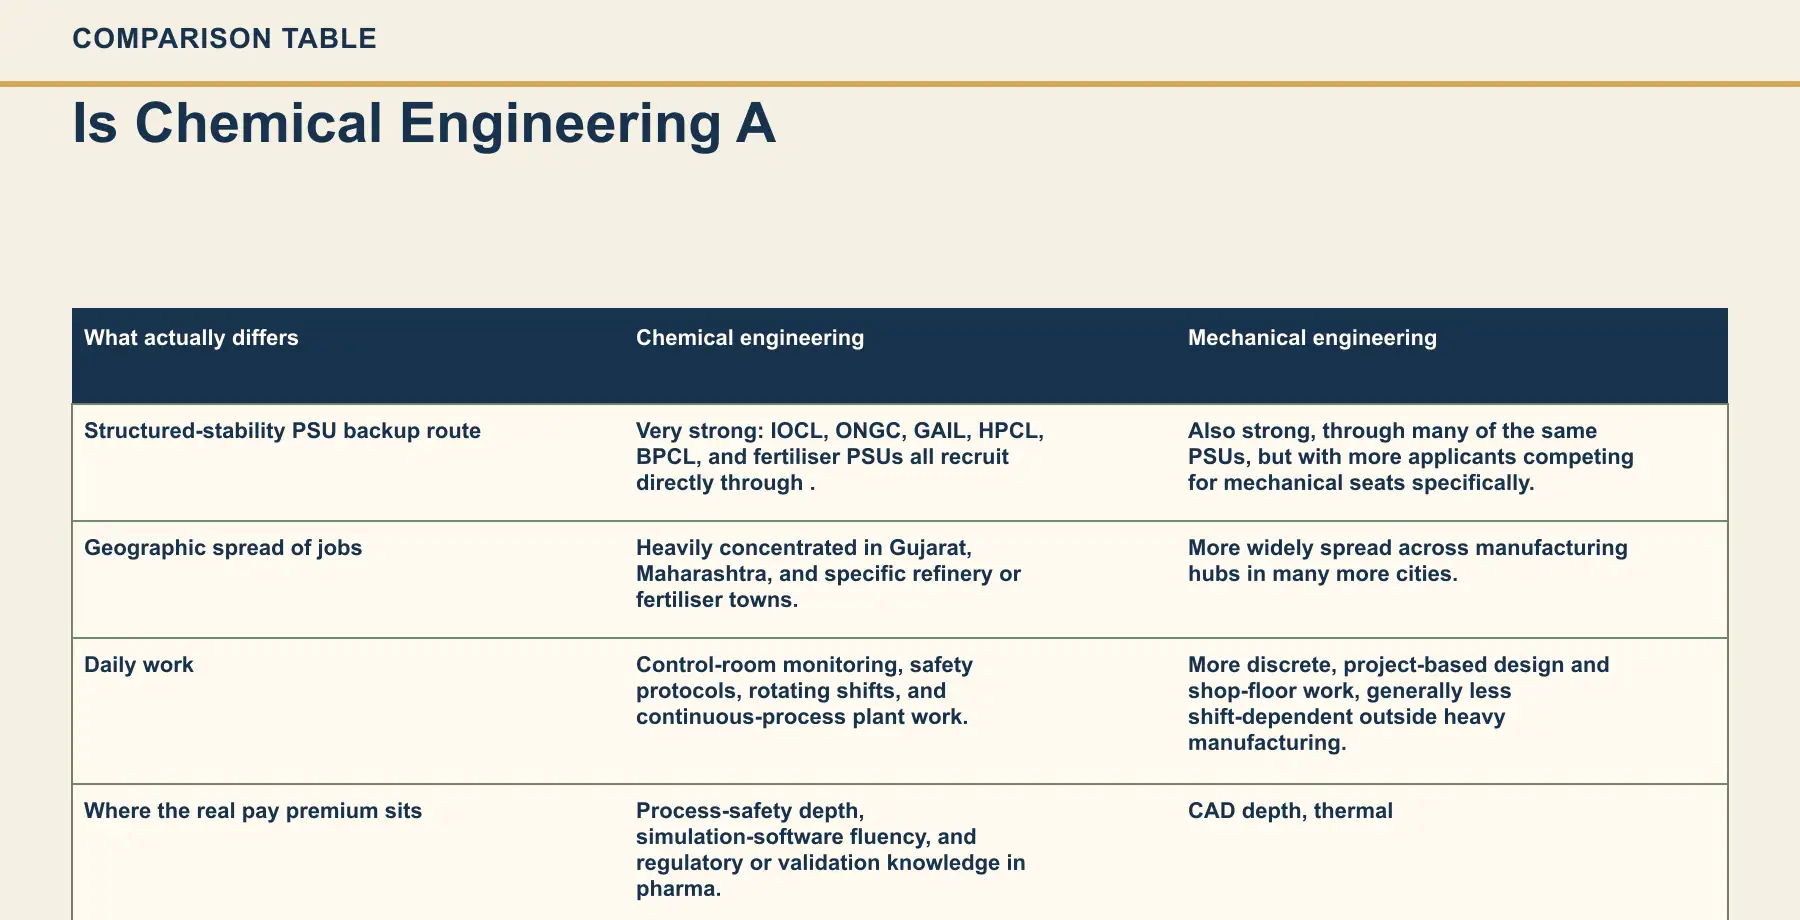 COMPARISON TABLE
Is Chemical Engineering A
What actually differs
Chemical engineering
Mechanical engineering
Structured-stability PSU backup route
Very strong: IOCL, ONGC, GAIL, HPCL,
BPCL, and fertiliser PSUs all recruit
directly through .
Also strong, through many of the same
PSUs, but with more applicants competing
for mechanical seats specifically.
Geographic spread of jobs
Heavily concentrated in Gujarat,
Maharashtra, and specific refinery or
fertiliser towns.
More widely spread across manufacturing
hubs in many more cities.
Daily work
Control-room monitoring, safety
protocols, rotating shifts, and
continuous-process plant work.
More discrete, project-based design and
shop-floor work, generally less
shift-dependent outside heavy
manufacturing.
Where the real pay premium sits
Process-safety depth,
simulation-software fluency, and
regulatory or validation knowledge in
pharma.
CAD depth, thermal